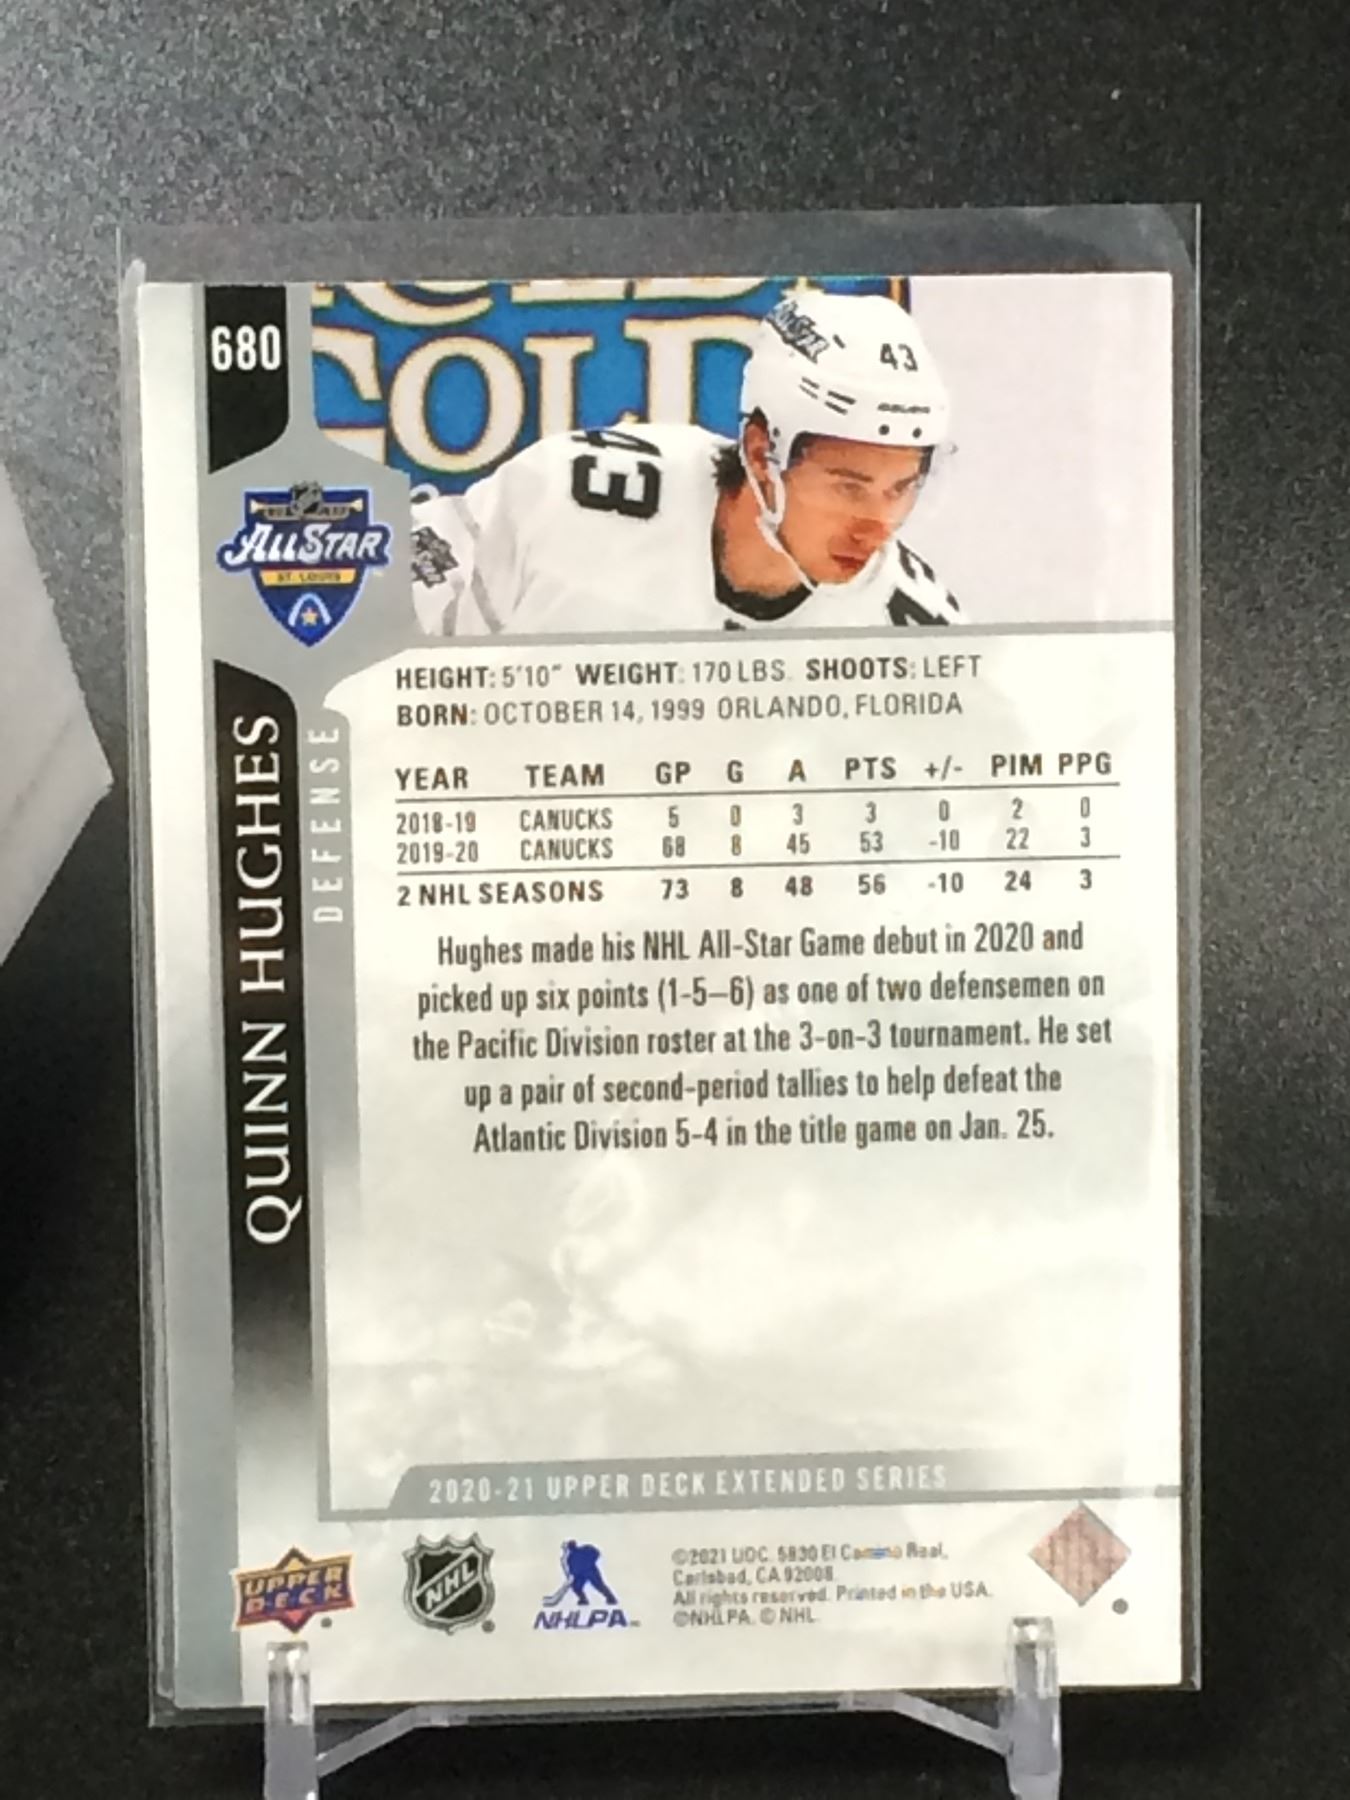 680
GOLD
43
43
ALL STAR
ST. LOUIS
QUINN HUGHES
DEFENSE
HEIGHT: 5'10" WEIGHT: 170 LBS. SHOOTS: LEFT
BORN: OCTOBER 14, 1999 ORLANDO, FLORIDA
YEAR TEAM GP G A PTS +/- PIM PPG
2018-19 CANUCKS 5 0 3 3 0 2 0
2019-20 CANUCKS 68 8 45 53 -10 22 3
2 NHL SEASONS 73 8 48 56 -10 24 3
Hughes made his NHL All-Star Game debut in 2020 and
picked up six points (1-5–6) as one of two defensemen on
the Pacific Division roster at the 3-on-3 tournament. He set
up a pair of second-period tallies to help defeat the
Atlantic Division 5-4 in the title game on Jan. 25.
2020-21 UPPER DECK EXTENDED SERIES
UPPER DECK
NHL
NHLPA
©2021 UDC. 5830 El Camino Real,
Carlsbad, CA 92008.
All rights reserved. Printed in the USA.
©NHLPA. © NHL.